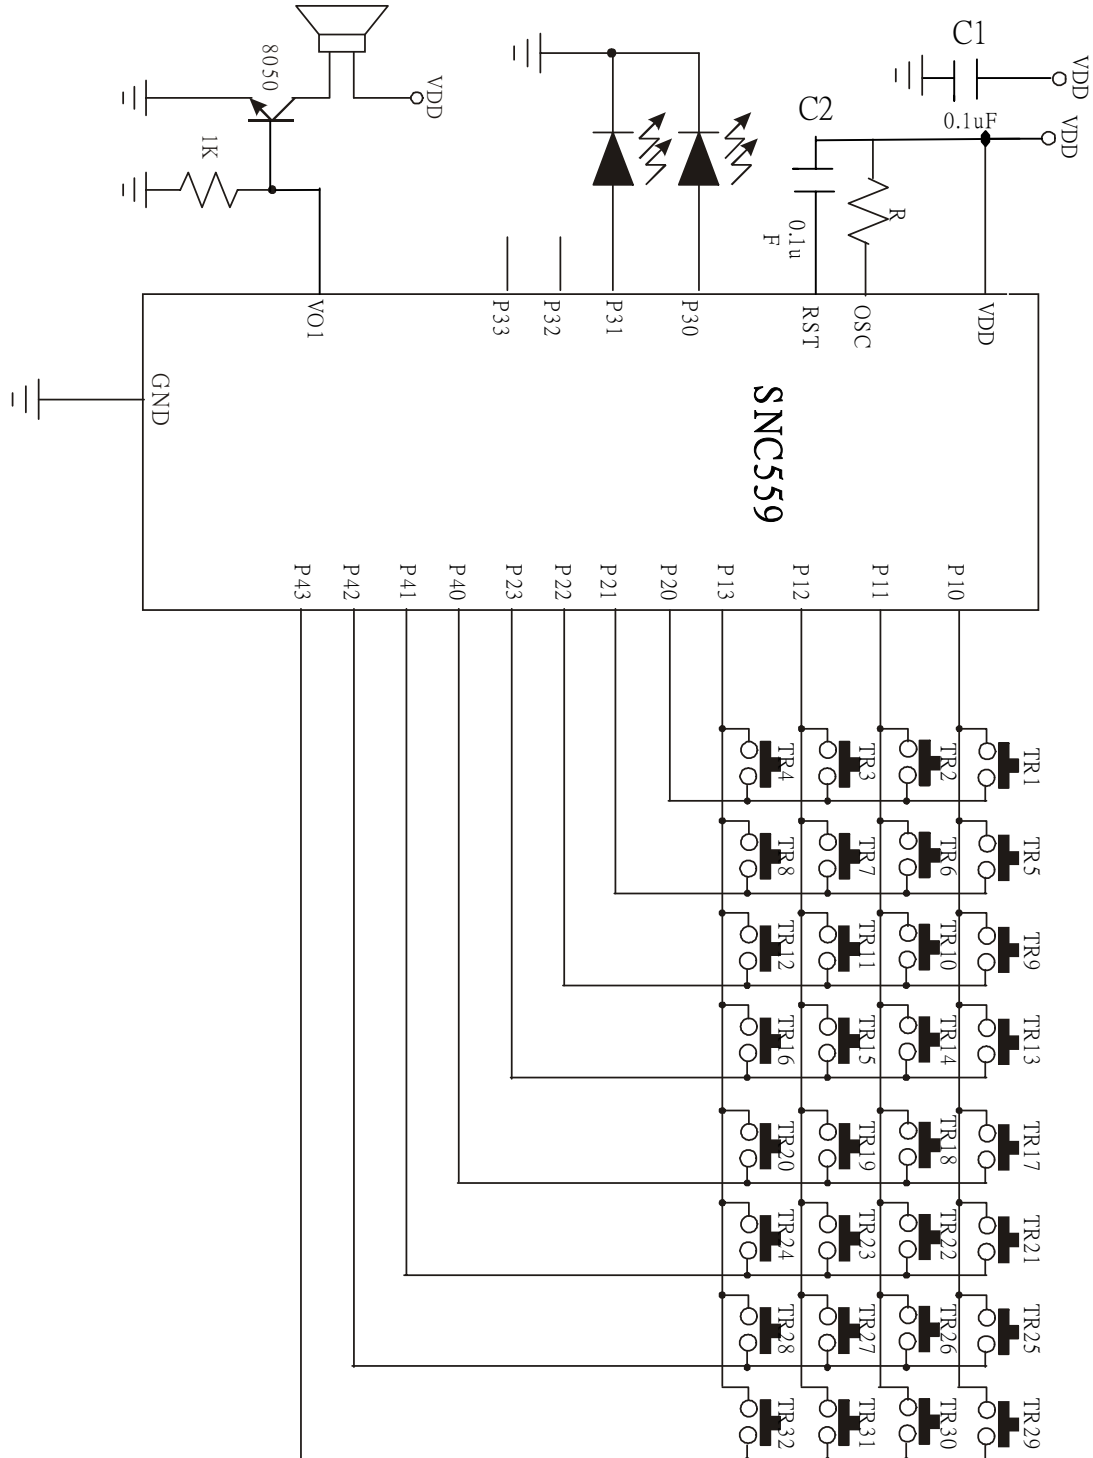 C1
VDD
0.1uF
VDD
C2
0.1u
F
R
8050
VDD
1K
VO1
P33
P32
P31
P30
RST
OSC
VDD
GND
SNC559
P43
P42
P41
P40
P23
P22
P21
P20
P13
P12
P11
P10
TR4
TR3
TR2
TR1
TR8
TR7
TR6
TR5
TR12
TR11
TR10
TR9
TR16
TR15
TR14
TR13
TR20
TR19
TR18
TR17
TR24
TR23
TR22
TR21
TR28
TR27
TR26
TR25
TR32
TR31
TR30
TR29